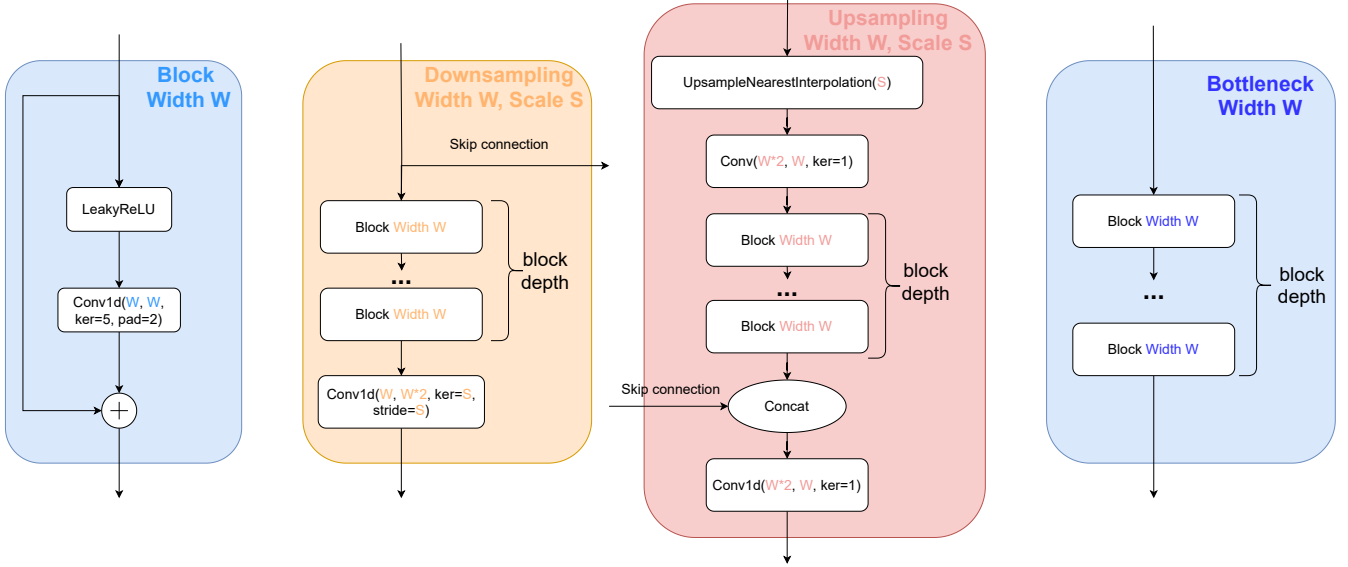 Block
Width W
LeakyReLU
Conv1d(W, W,
ker=5, pad=2)
Downsampling
Width W, Scale S
Skip connection
Block Width W
...
Block Width W
block
depth
Conv1d(W, W*2, ker=S,
stride=S)
Upsampling
Width W, Scale S
UpsampleNearestInterpolation(S)
Conv(W*2, W, ker=1)
Block Width W
...
Block Width W
block
depth
Skip connection
Concat
Conv1d(W*2, W, ker=1)
Bottleneck
Width W
Block Width W
...
Block Width W
block
depth